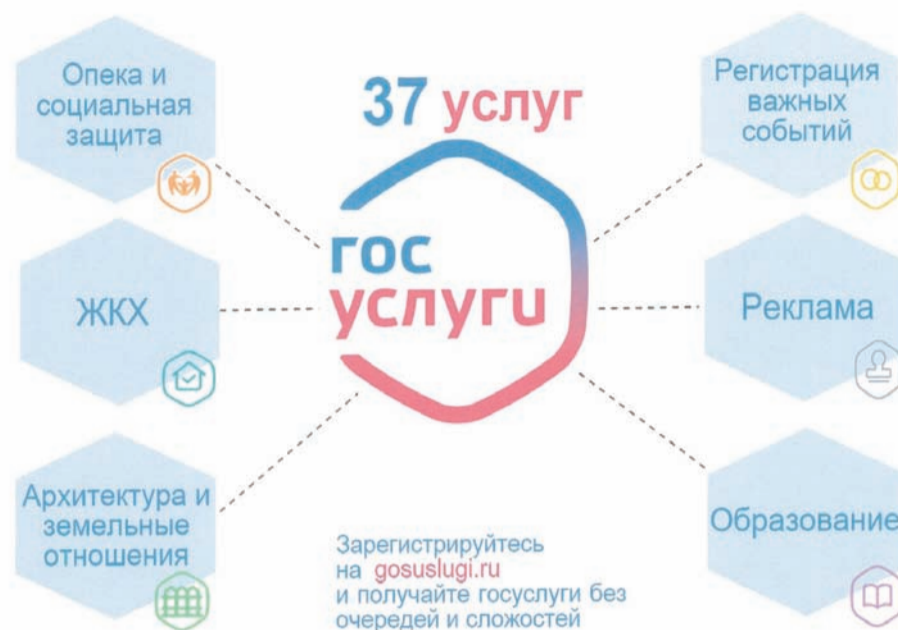 37 услуг
гос
услуги
Опека и
социальная
защита
ЖКХ
Архитектура и
земельные
отношения
Регистрация
важных
событий
Реклама
Образование
Зарегистрируйтесь
на gosuslugi.ru
и получайте госуслуги без
очередей и сложностей